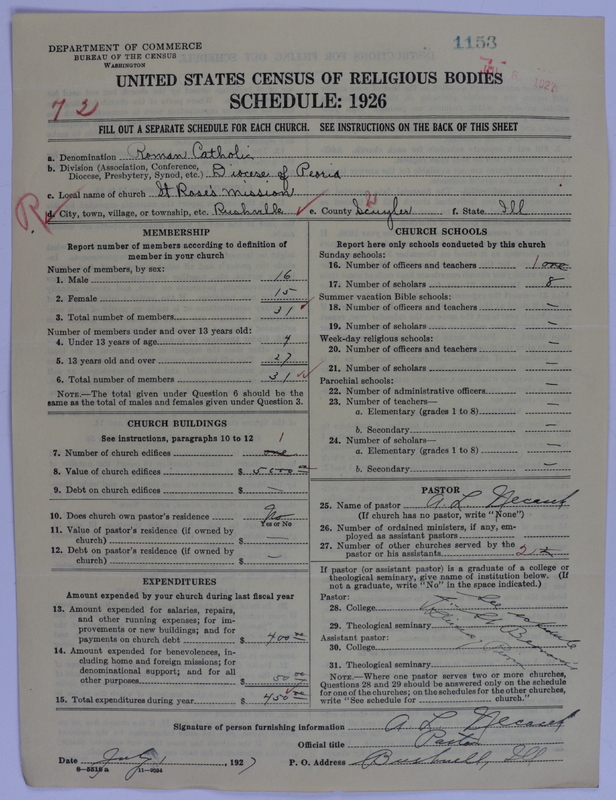 DEPARTMENT OF COMMERCE
BUREAU OF THE CENSUS
WASHINGTON
1153
UNITED STATES CENSUS OF RELIGIOUS BODIES
SCHEDULE: 1926
72
FILL OUT A SEPARATE SCHEDULE FOR EACH CHURCH. SEE INSTRUCTIONS ON THE BACK OF THIS SHEET
a. Denomination Roman Catholic
b. Division (Association, Conference, Diocese, Presbytery, Synod, etc.) Diocese of Peoria
c. Local name of church St Rose's Mission
R
d. City, town, village, or township, etc. Rushville e. County Scuyler f. State Ill
2
MEMBERSHIP
Report number of members according to definition of member in your church
Number of members, by sex:
1. Male 16
2. Female 15
3. Total number of members 31
Number of members under and over 13 years old:
4. Under 13 years of age 4
5. 13 years old and over 27
6. Total number of members 31
NOTE.—The total given under Question 6 should be the same as the total of males and females given under Question 3.
CHURCH BUILDINGS
See instructions, paragraphs 10 to 12
7. Number of church edifices one 1
8. Value of church edifices $ 5000 00
9. Debt on church edifices $ —
10. Does church own pastor's residence No
Yes or No
11. Value of pastor's residence (if owned by church) $ —
12. Debt on pastor's residence (if owned by church) $ —
EXPENDITURES
Amount expended by your church during last fiscal year
13. Amount expended for salaries, repairs, and other running expenses; for improvements or new buildings; and for payments on church debt $ 400 00
14. Amount expended for benevolences, including home and foreign missions; for denominational support; and for all other purposes 50 00
15. Total expenditures during year $ 450 00
CHURCH SCHOOLS
Report here only schools conducted by this church
Sunday schools:
16. Number of officers and teachers 1 one
17. Number of scholars 8
Summer vacation Bible schools:
18. Number of officers and teachers —
19. Number of scholars —
Week-day religious schools:
20. Number of officers and teachers —
21. Number of scholars —
Parochial schools:
22. Number of administrative officers —
23. Number of teachers—
a. Elementary (grades 1 to 8) —
b. Secondary —
24. Number of scholars—
a. Elementary (grades 1 to 8) —
b. Secondary —
PASTOR
25. Name of pastor A L
(If church has no pastor, write "None")
26. Number of ordained ministers, if any, employed as assistant pastors
27. Number of other churches served by the pastor or his assistants 2
If pastor (or assistant pastor) is a graduate of a college or theological seminary, give name of institution below. (If not a graduate, write "No" in the space indicated.)
Pastor:
28. College
29. Theological seminary
Assistant pastor:
30. College
31. Theological seminary
NOTE.—Where one pastor serves two or more churches, Questions 28 and 29 should be answered only on the schedule for one of the churches; on the schedules for the other churches, write "See schedule for church."
Signature of person furnishing information A L
Official title Pastor
Date July 1, 1927 P. O. Address Bushnell, Ill
8-5518a 11-9034